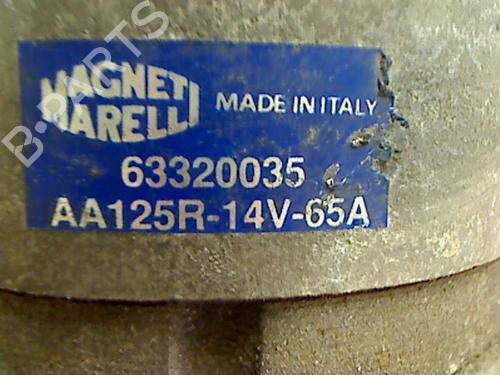 MAGNETI MARELLI
MADE IN ITALY
63320035
AA125R-14V-65A
B-PARTS